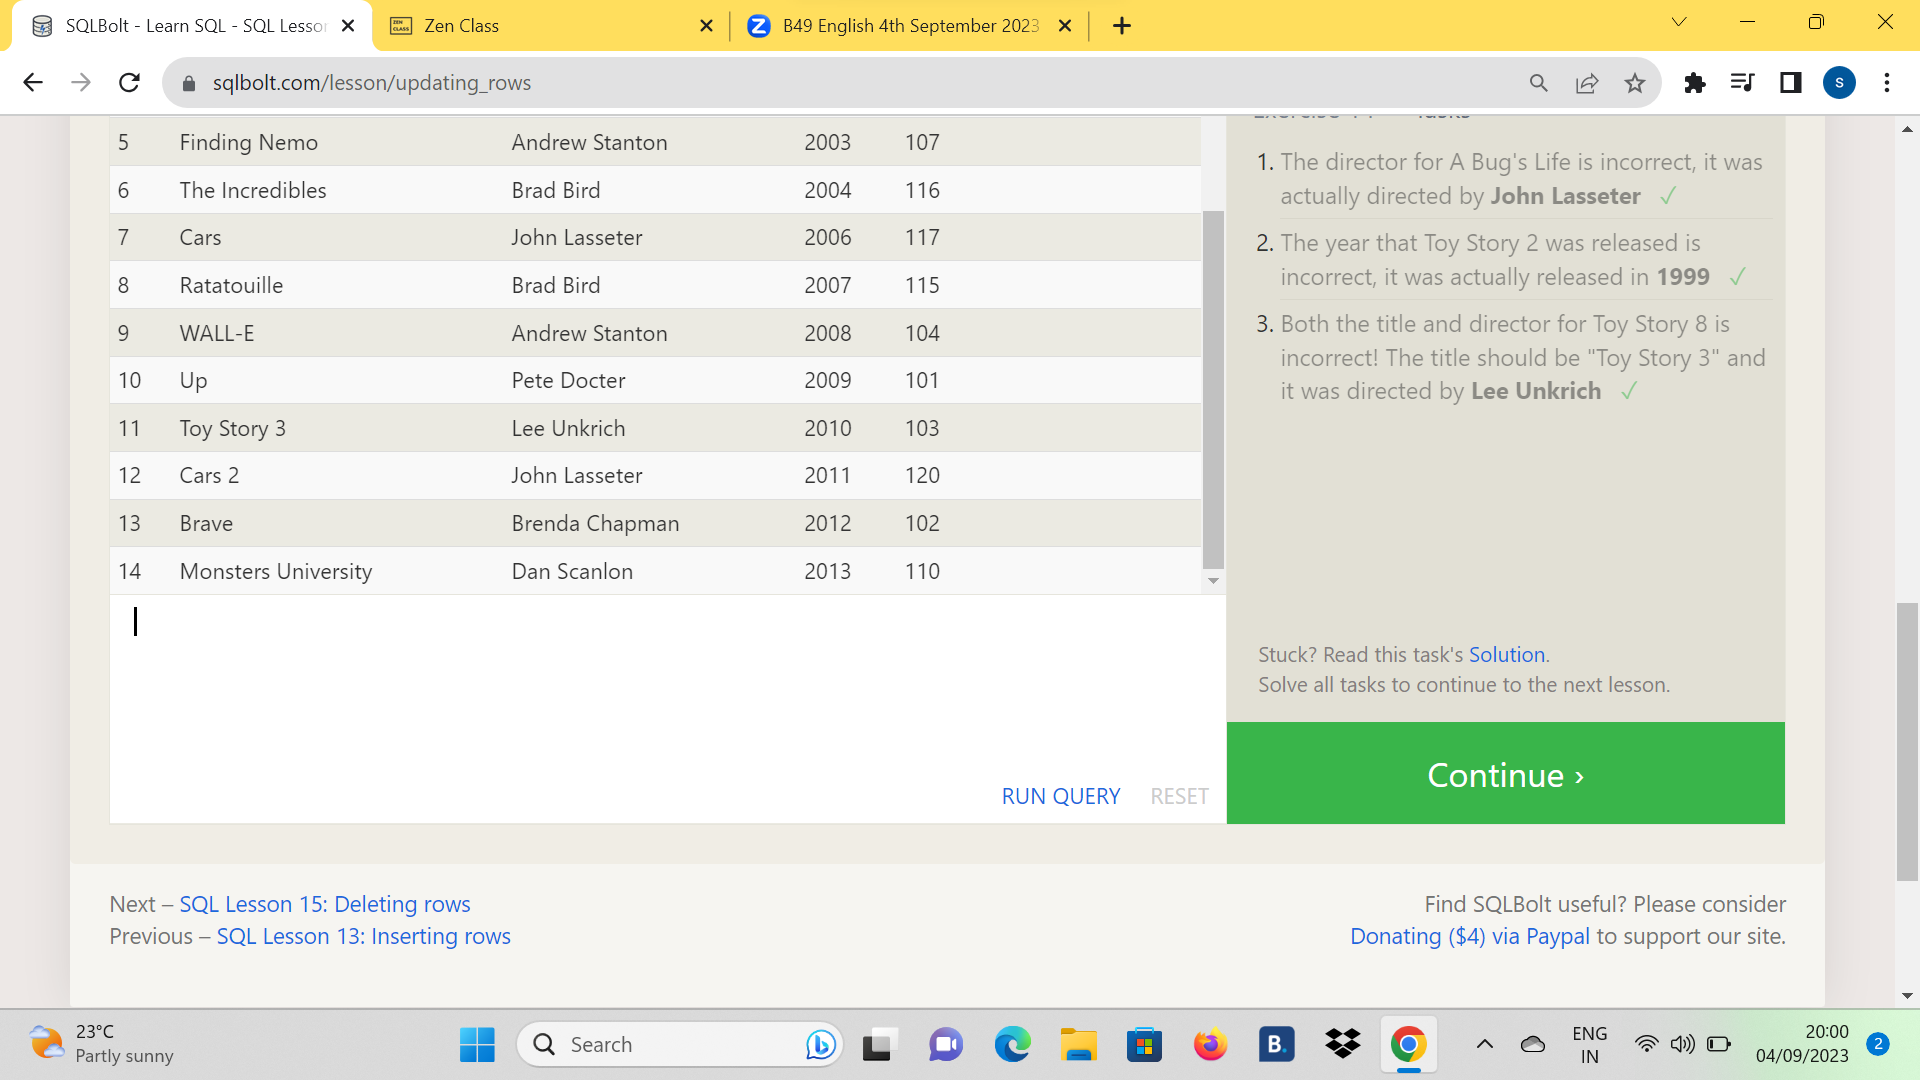 SQLBolt - Learn SQL - SQL Lessor
Zen Class
B49 English 4th September 2023
sqlbolt.com/lesson/updating_rows
S
5 Finding Nemo Andrew Stanton 2003 107
6 The Incredibles Brad Bird 2004 116
7 Cars John Lasseter 2006 117
8 Ratatouille Brad Bird 2007 115
9 WALL-E Andrew Stanton 2008 104
10 Up Pete Docter 2009 101
11 Toy Story 3 Lee Unkrich 2010 103
12 Cars 2 John Lasseter 2011 120
13 Brave Brenda Chapman 2012 102
14 Monsters University Dan Scanlon 2013 110
RUN QUERY RESET
1. The director for A Bug's Life is incorrect, it was
actually directed by John Lasseter ✓
2. The year that Toy Story 2 was released is
incorrect, it was actually released in 1999 ✓
3. Both the title and director for Toy Story 8 is
incorrect! The title should be "Toy Story 3" and
it was directed by Lee Unkrich ✓
Stuck? Read this task's Solution.
Solve all tasks to continue to the next lesson.
Continue ›
Next – SQL Lesson 15: Deleting rows
Previous – SQL Lesson 13: Inserting rows
Find SQLBolt useful? Please consider
Donating ($4) via Paypal to support our site.
23°C
Partly sunny
Search
B.
ENG
IN
20:00
04/09/2023
2